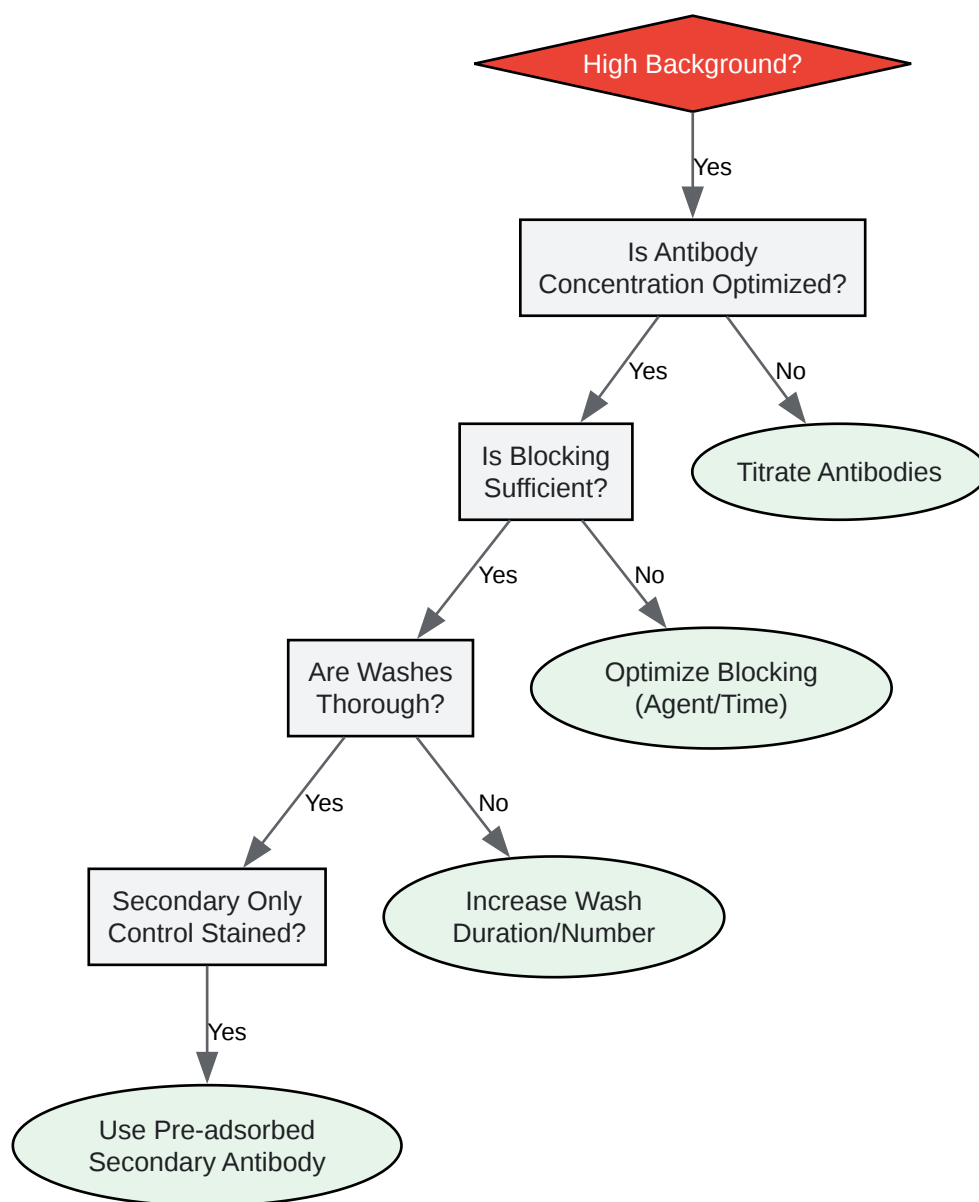 High Background?
Yes
Is Antibody
Concentration Optimized?
Yes
No
Is Blocking
Sufficient?
Titrate Antibodies
Yes
No
Are Washes
Thorough?
Optimize Blocking
(Agent/Time)
Yes
No
Secondary Only
Control Stained?
Increase Wash
Duration/Number
Yes
Use Pre-adsorbed
Secondary Antibody